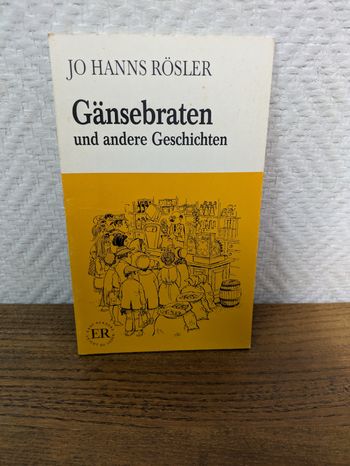 JO HANNS RÖSLER
Gänsebraten
und andere Geschichten
ER